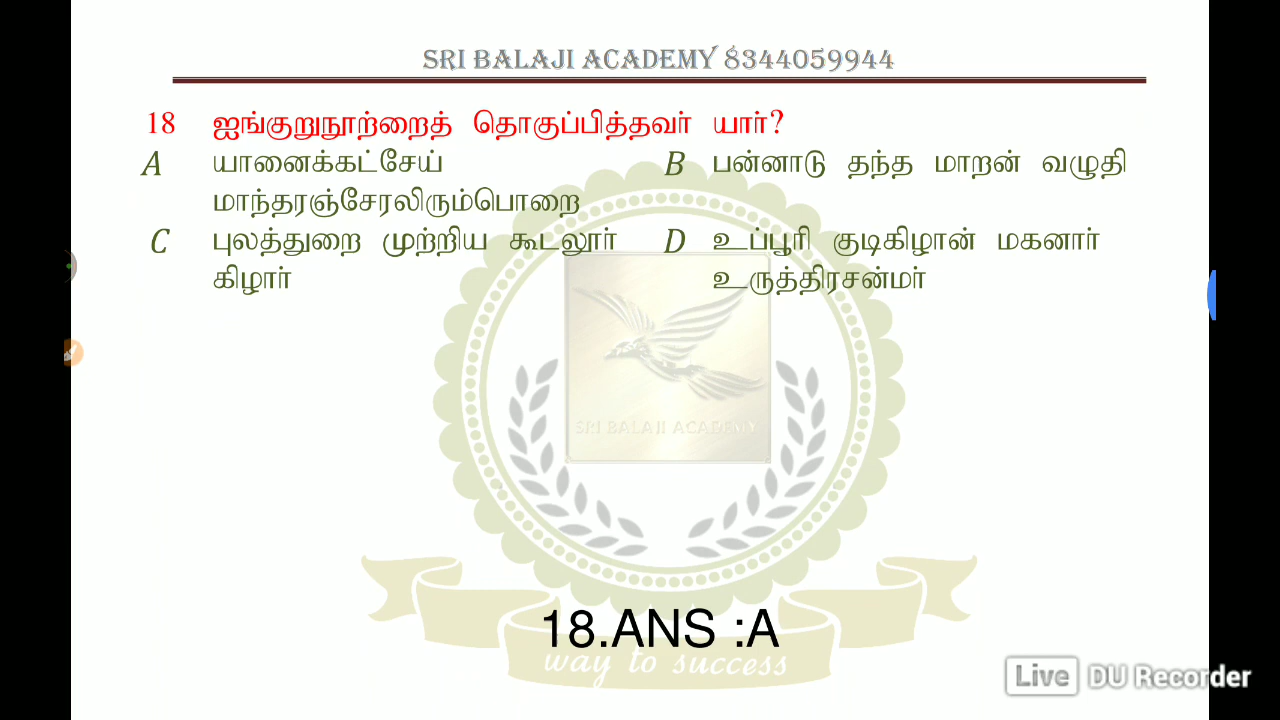 SRI BALAJI ACADEMY 8344059944
18 ஐங்குறுநூற்றைத் தொகுப்பித்தவர் யார்?
A யானைக்கட்சேய் B பன்னாடு தந்த மாறன் வழுதி
மாந்தரஞ்சேரலிரும்பொறை
C புலத்துறை முற்றிய கூடலூர் D உப்பூரி குடிகிழான் மகனார்
கிழார் உருத்திரசன்மர்
SRI BALAJI ACADEMY
18.ANS :A
way to success
Live DU Recorder